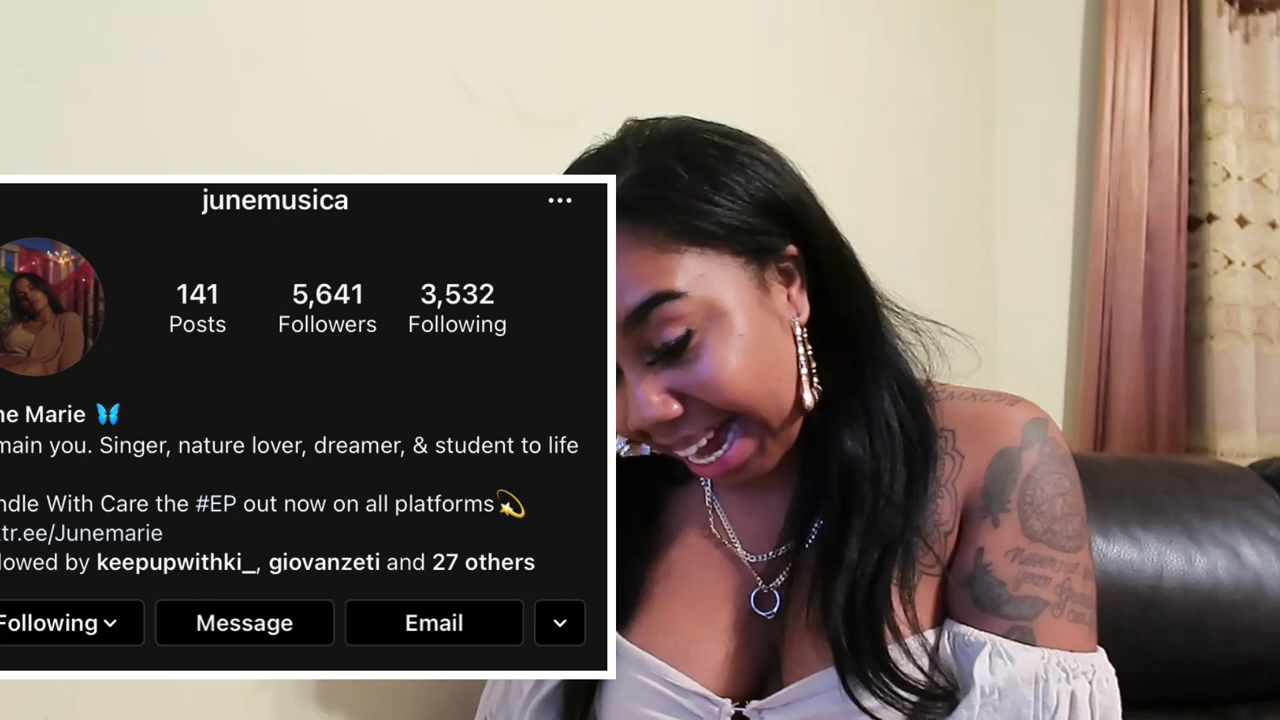 junemusica
141
5,641
3,532
Posts
Followers
Following
ne Marie 🦋
main you. Singer, nature lover, dreamer, & student to life
ndle With Care the #EP out now on all platforms💫
tr.ee/Junemarie
lowed by keepupwithki_, giovanzeti and 27 others
Following
Message
Email